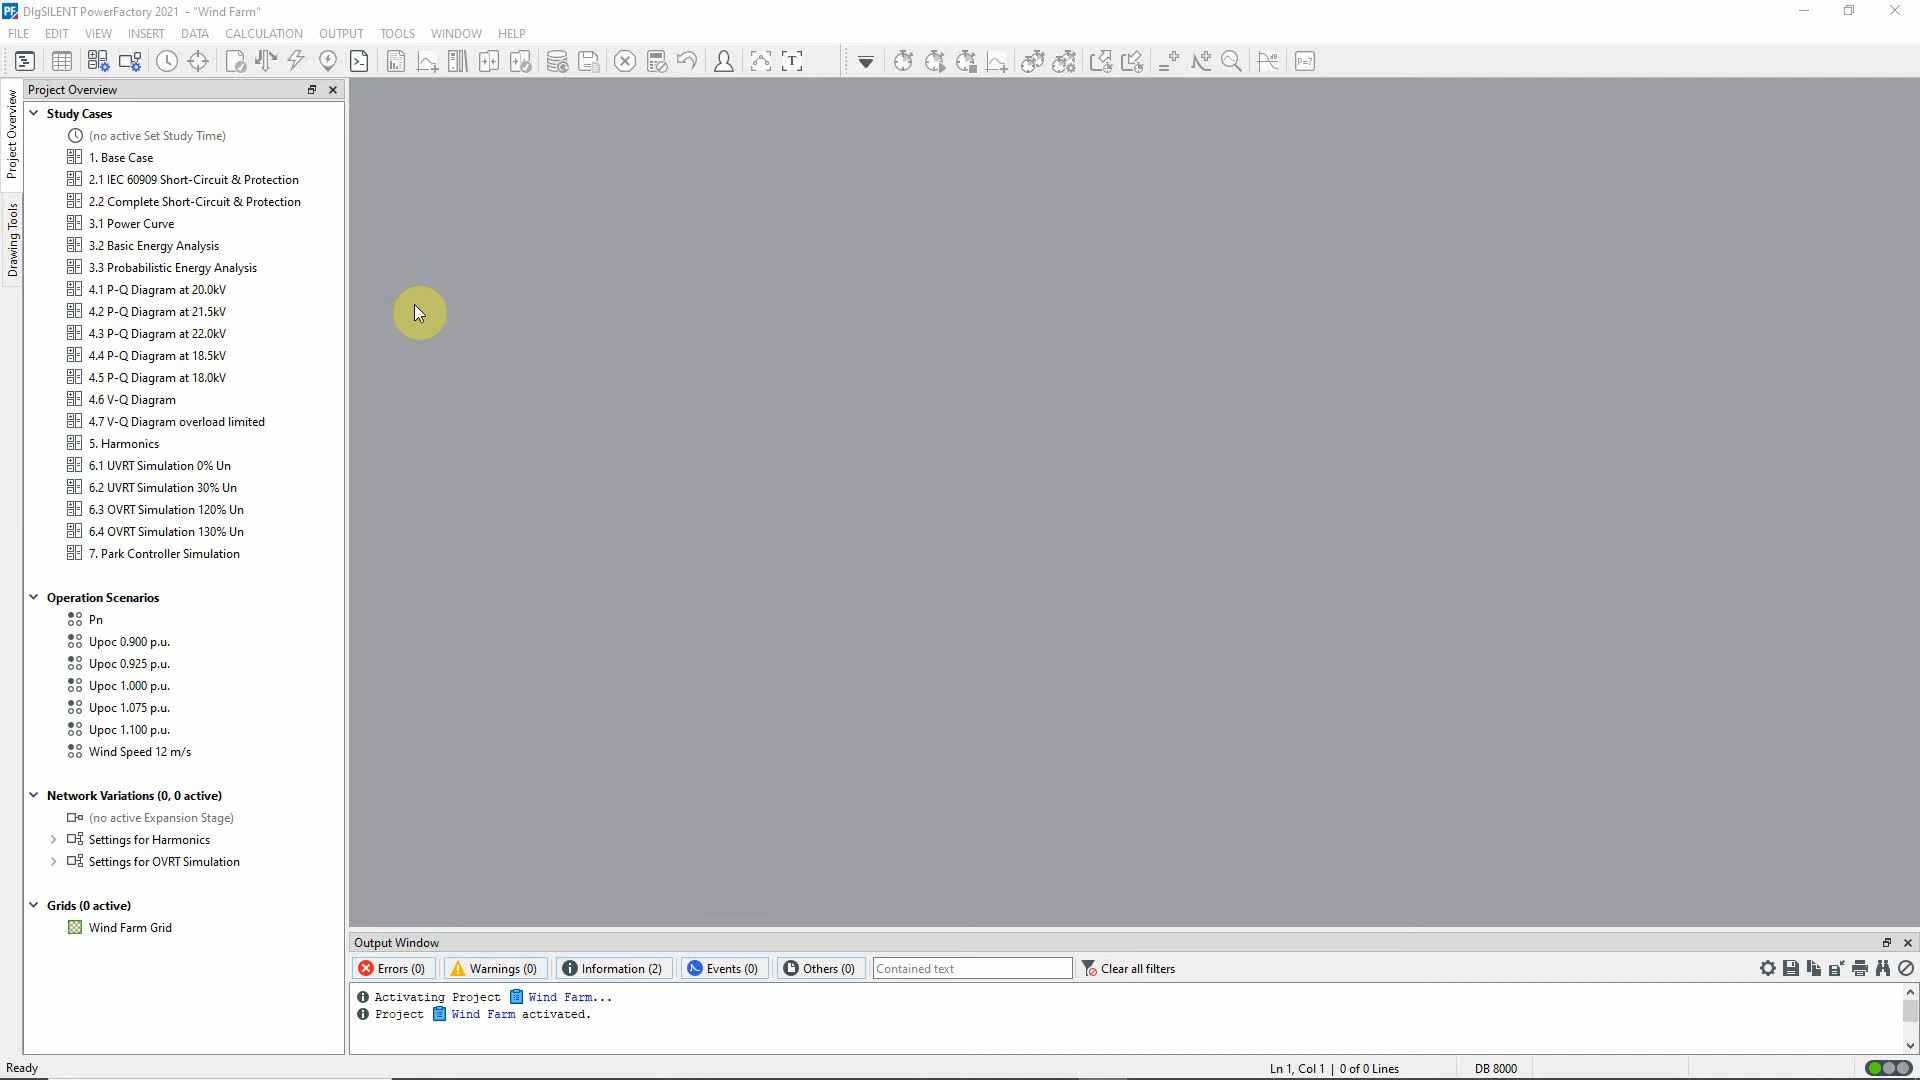 DIgSILENT PowerFactory 2021 - "Wind Farm"
FILE EDIT VIEW INSERT DATA CALCULATION OUTPUT TOOLS WINDOW HELP
Project Overview
Project Overview
Drawing Tools
Study Cases
(no active Set Study Time)
1. Base Case
2.1 IEC 60909 Short-Circuit & Protection
2.2 Complete Short-Circuit & Protection
3.1 Power Curve
3.2 Basic Energy Analysis
3.3 Probabilistic Energy Analysis
4.1 P-Q Diagram at 20.0kV
4.2 P-Q Diagram at 21.5kV
4.3 P-Q Diagram at 22.0kV
4.4 P-Q Diagram at 18.5kV
4.5 P-Q Diagram at 18.0kV
4.6 V-Q Diagram
4.7 V-Q Diagram overload limited
5. Harmonics
6.1 UVRT Simulation 0% Un
6.2 UVRT Simulation 30% Un
6.3 OVRT Simulation 120% Un
6.4 OVRT Simulation 130% Un
7. Park Controller Simulation
Operation Scenarios
Pn
Upoc 0.900 p.u.
Upoc 0.925 p.u.
Upoc 1.000 p.u.
Upoc 1.075 p.u.
Upoc 1.100 p.u.
Wind Speed 12 m/s
Network Variations (0, 0 active)
(no active Expansion Stage)
Settings for Harmonics
Settings for OVRT Simulation
Grids (0 active)
Wind Farm Grid
Output Window
Errors (0) Warnings (0) Information (2) Events (0) Others (0) Contained text Clear all filters
Activating Project Wind Farm...
Project Wind Farm activated.
Ready
Ln 1, Col 1 | 0 of 0 Lines DB 8000